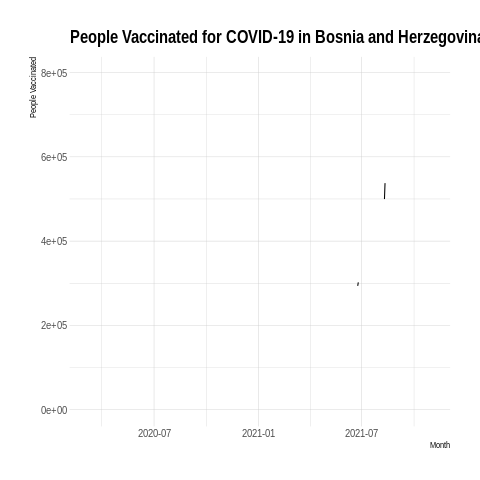 People Vaccinated for COVID-19 in Bosnia and Herzegovina
People Vaccinated
8e+05
6e+05
4e+05
2e+05
0e+00
2020-07
2021-01
2021-07
Month